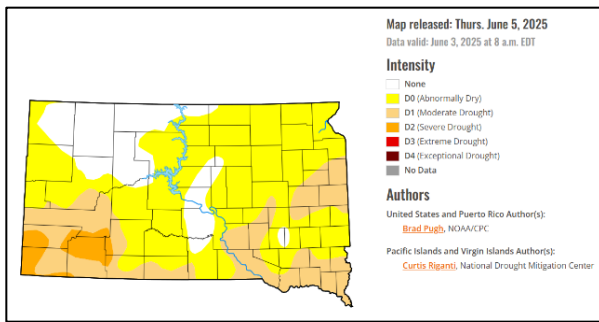 Map released: Thurs. June 5, 2025
Data valid: June 3, 2025 at 8 a.m. EDT
Intensity
None
D0 (Abnormally Dry)
D1 (Moderate Drought)
D2 (Severe Drought)
D3 (Extreme Drought)
D4 (Exceptional Drought)
No Data
Authors
United States and Puerto Rico Author(s):
Brad Pugh, NOAA/CPC
Pacific Islands and Virgin Islands Author(s):
Curtis Riganti, National Drought Mitigation Center